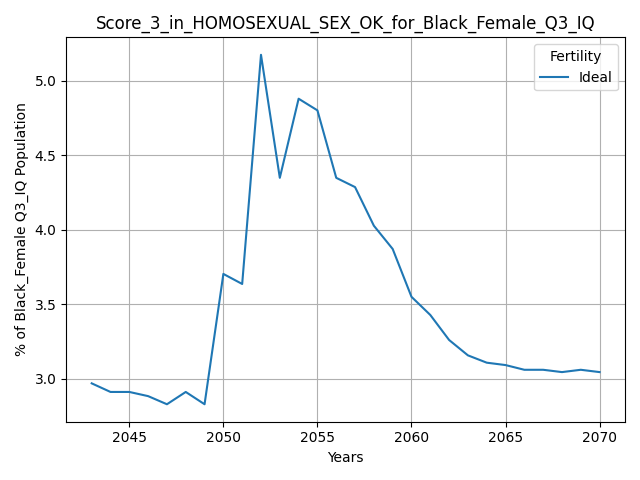 Score_3_in_HOMOSEXUAL_SEX_OK_for_Black_Female_Q3_IQ
Fertility
Ideal
% of Black_Female Q3_IQ Population
5.0
4.5
4.0
3.5
3.0
2045 2050 2055 2060 2065 2070
Years